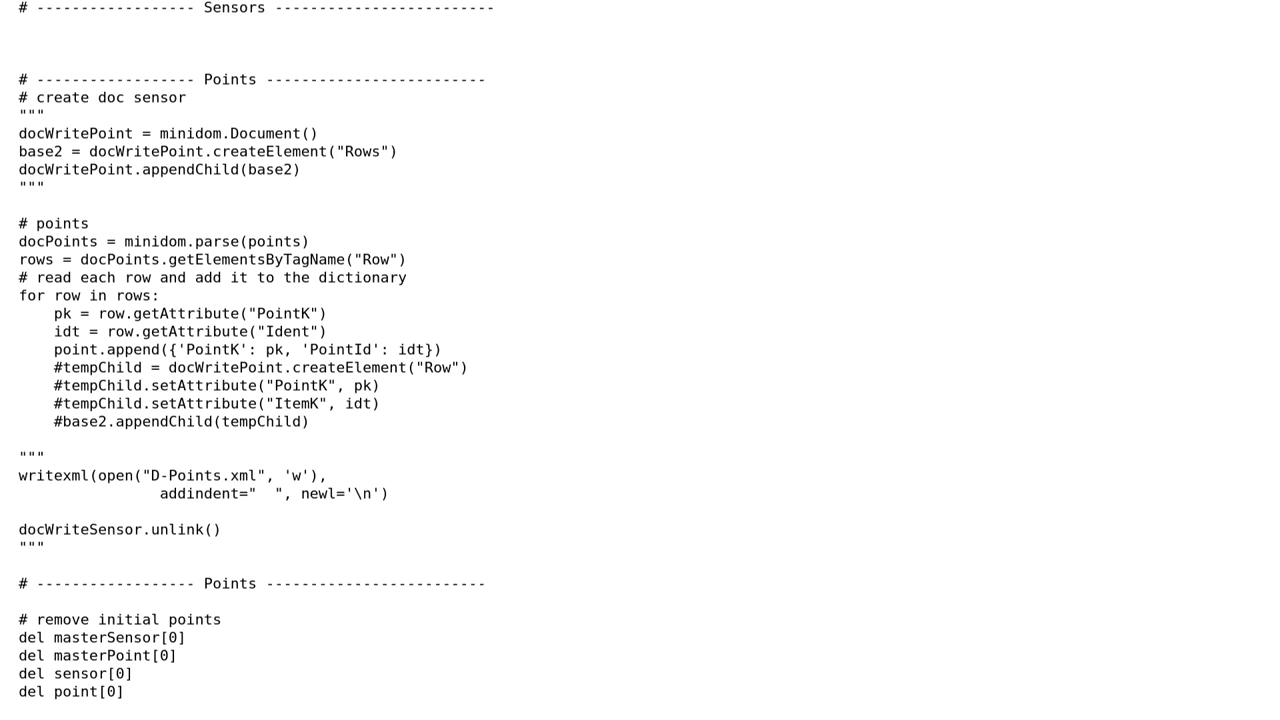 # ------------------ Sensors -------------------------
# ------------------ Points -------------------------
# create doc sensor
"""
docWritePoint = minidom.Document()
base2 = docWritePoint.createElement("Rows")
docWritePoint.appendChild(base2)
"""
# points
docPoints = minidom.parse(points)
rows = docPoints.getElementsByTagName("Row")
# read each row and add it to the dictionary
for row in rows:
    pk = row.getAttribute("PointK")
    idt = row.getAttribute("Ident")
    point.append({'PointK': pk, 'PointId': idt})
    #tempChild = docWritePoint.createElement("Row")
    #tempChild.setAttribute("PointK", pk)
    #tempChild.setAttribute("ItemK", idt)
    #base2.appendChild(tempChild)
"""
writexml(open("D-Points.xml", 'w'),
                addindent="  ", newl='\n')
docWriteSensor.unlink()
"""
# ------------------ Points -------------------------
# remove initial points
del masterSensor[0]
del masterPoint[0]
del sensor[0]
del point[0]